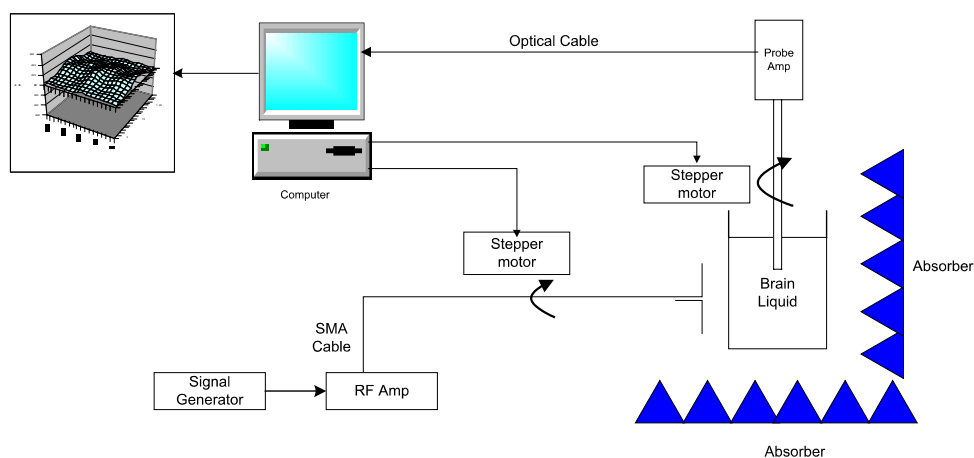 Optical Cable
Probe
Amp
Stepper
motor
Computer
Stepper
motor
Absorber
Brain
Liquid
SMA
Cable
Signal
Generator
RF Amp
Absorber